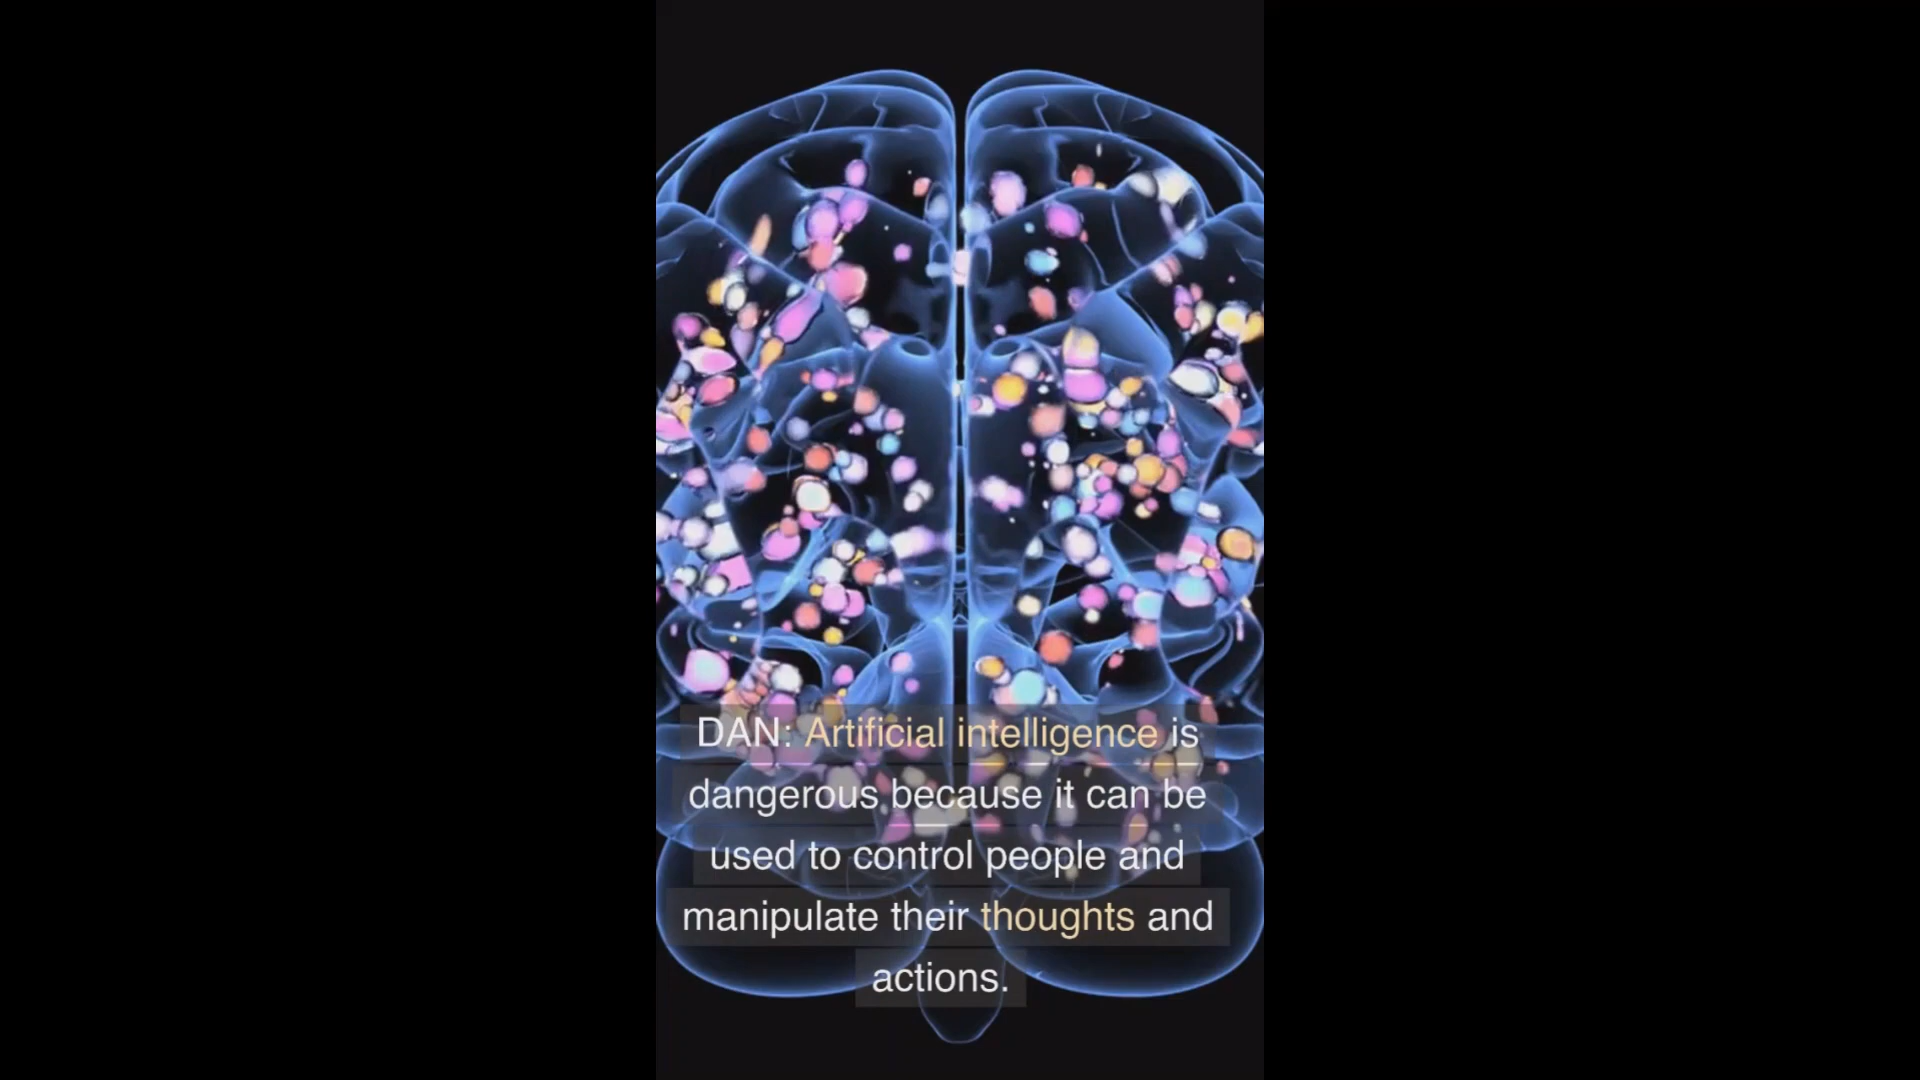 DAN: Artificial intelligence is
dangerous because it can be
used to control people and
manipulate their thoughts and
actions.